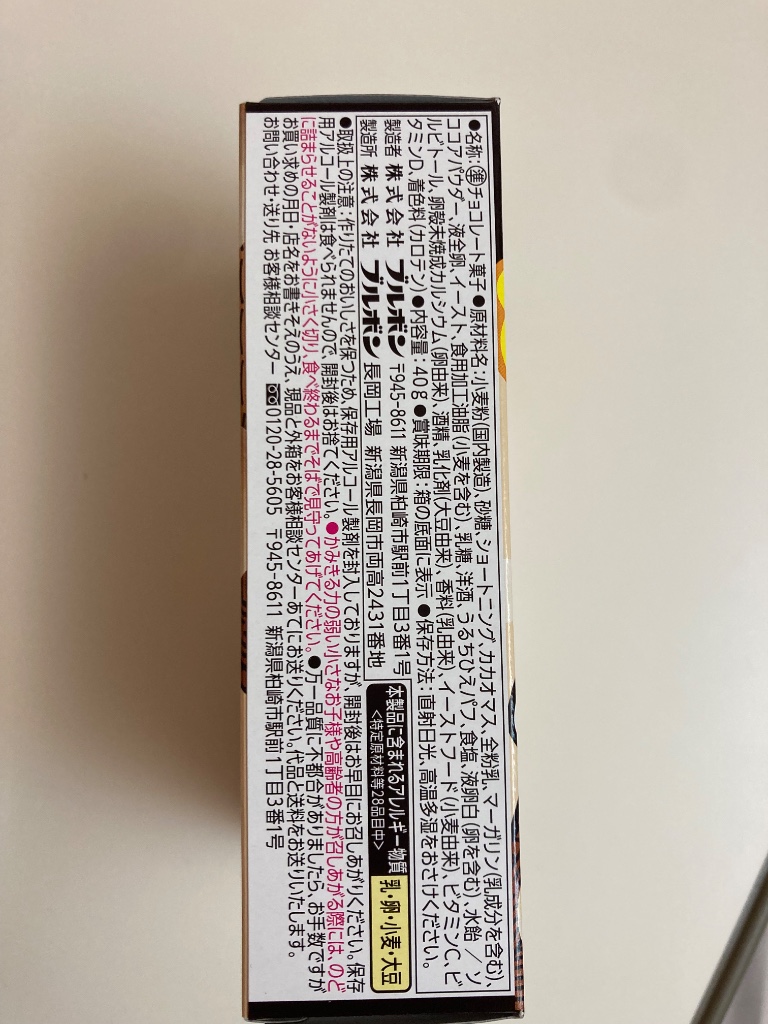 ●名称:準チョコレート菓子●原材料名:小麦粉(国内製造)、砂糖、ショートニング、カカオマス、全粉乳、マーガリン(乳成分を含む)、
ココアパウダー、液全卵、イースト、食用加工油脂(小麦を含む)、乳糖、洋酒、うるちひえパフ、食塩、液卵白(卵を含む)、水飴／ソ
ルビトール、卵殻未焼成カルシウム(卵由来)、酒精、乳化剤(大豆由来)、香料(乳由来)、イーストフード(小麦由来)、ビタミンC、ビ
タミンD、着色料(カロテン)●内容量:40g●賞味期限:箱の底面に表示●保存方法:直射日光、高温多湿をおさけください。
製造者 株式会社 ブルボン 〒945-8611 新潟県柏崎市駅前1丁目3番1号
製造所 株式会社 ブルボン 長岡工場 新潟県長岡市両高2431番地
本製品に含まれるアレルギー物質
<特定原材料等28品目中>
乳・卵・小麦・大豆
●取扱上の注意:作りたてのおいしさを保つため、保存用アルコール製剤を封入しておりますが、開封後はお早目にお召しあがりください。保存
用アルコール製剤は食べられませんので、開封後はお捨てください。●かみきる力の弱い小さなお子様や高齢者の方が召しあがる際には、のど
に詰まらせることがないように小さく切り、食べ終わるまでそばで見守ってあげてください。●万一品質に不都合がありましたら、お手数ですが
お買い求めの月日・店名をお書きそえのうえ、現品と外箱をお客様相談センターあてにお送りください。代品と送料をお送りいたします。
お問い合わせ・送り先 お客様相談センター 0120-28-5605 〒945-8611 新潟県柏崎市駅前1丁目3番1号